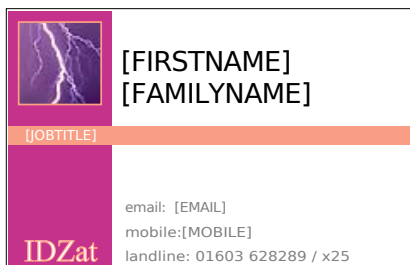 [FIRSTNAME]
[FAMILYNAME]
[JOBTITLE]
email: [EMAIL]
mobile:[MOBILE]
IDZat
landline: 01603 628289 / x25